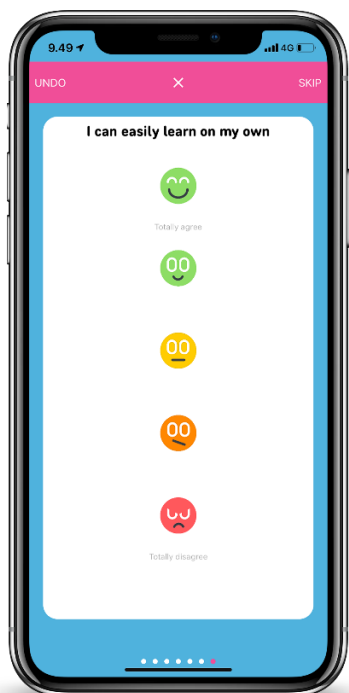 9.49 4G
UNDO × SKIP
I can easily learn on my own
Totally agree
Totally disagree